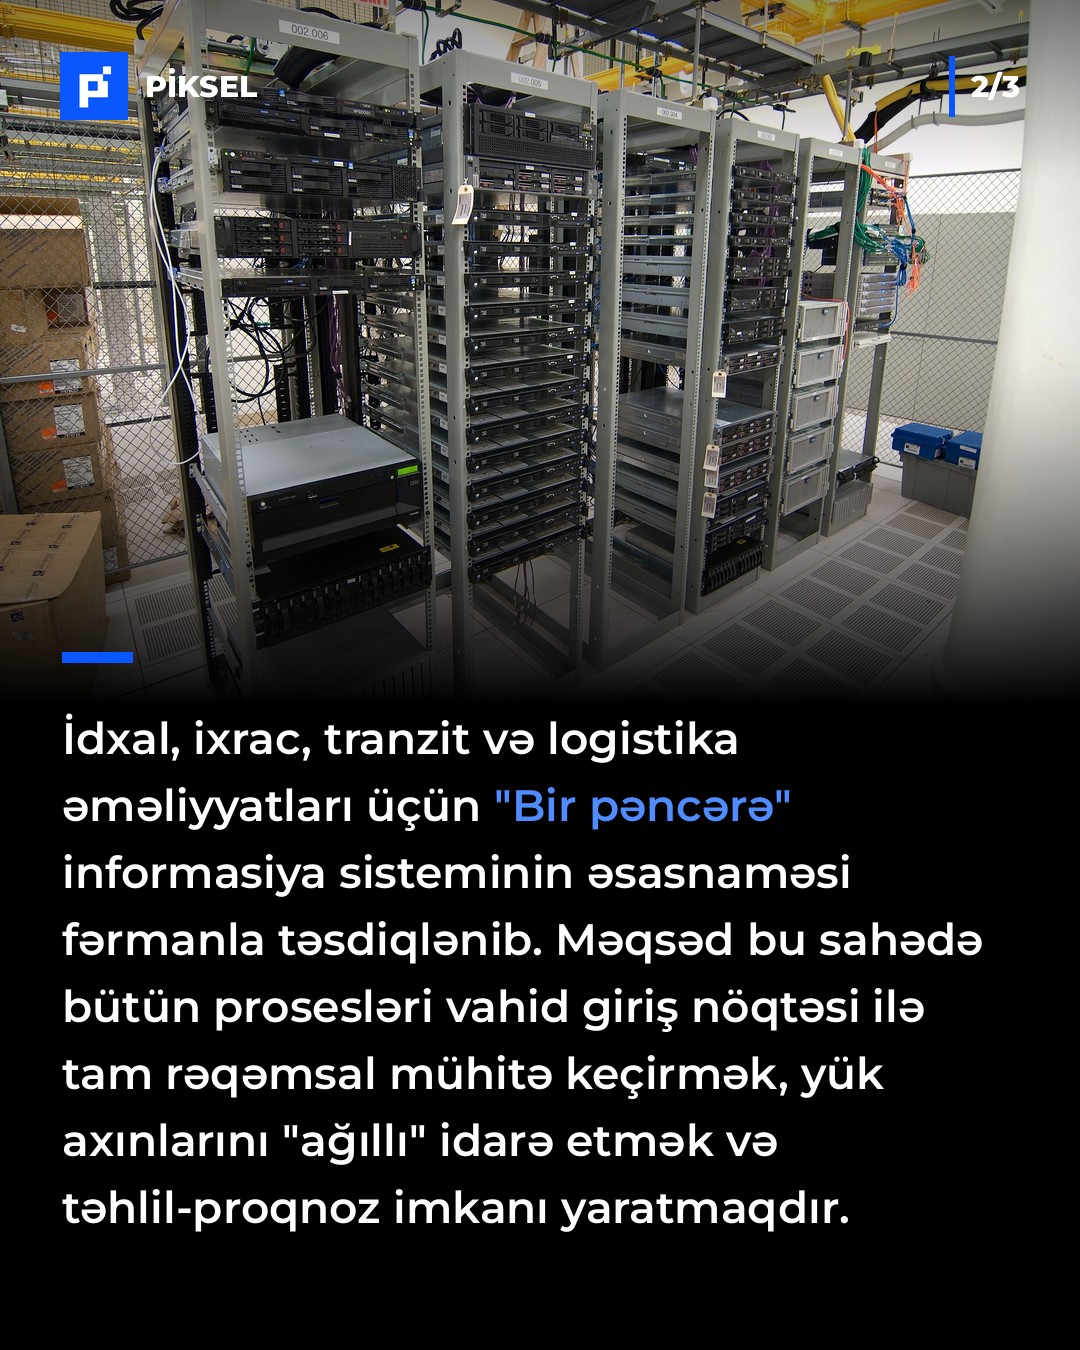 002.006
002.005
PİKSEL
2/3
İdxal, ixrac, tranzit və logistika
əməliyyatları üçün "Bir pəncərə"
informasiya sisteminin əsasnaməsi
fərmanla təsdiqlənib. Məqsəd bu sahədə
bütün prosesləri vahid giriş nöqtəsi ilə
tam rəqəmsal mühitə keçirmək, yük
axınlarını "ağıllı" idarə etmək və
təhlil-proqnoz imkanı yaratmaqdır.